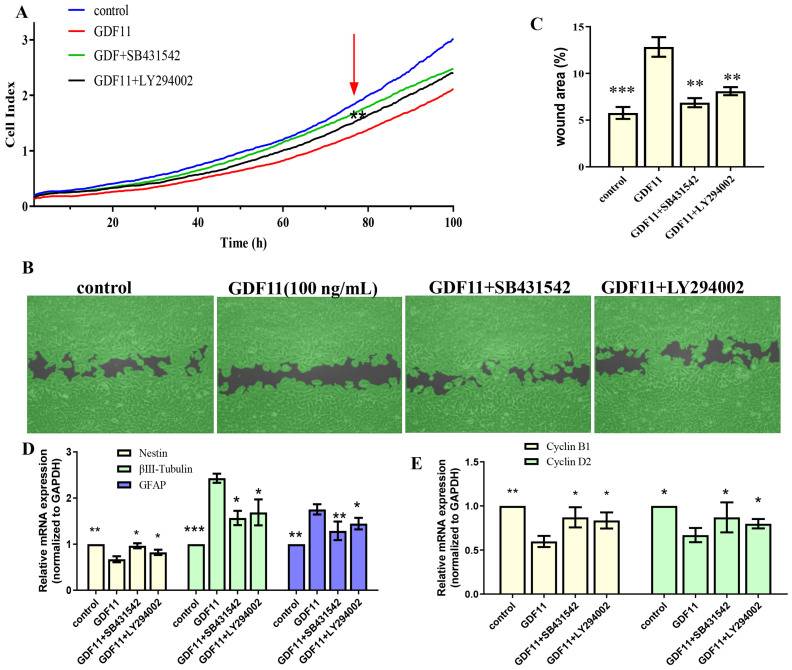 A
control
GDF11
GDF+SB431542
GDF11+LY294002
Cell Index
3
2
1
0
**
20
40
60
80
100
Time (h)
C
wound area (%)
15
10
5
0
***
**
**
control
GDF11
GDF11+SB431542
GDF11+LY294002
B
control
GDF11(100 ng/mL)
GDF11+SB431542
GDF11+LY294002
D
Nestin
βIII-Tubulin
GFAP
Relative mRNA expression
(normalized to GAPDH)
3
2
1
0
**
*
*
***
*
*
**
**
*
control
GDF11
GDF11+SB431542
GDF11+LY294002
control
GDF11
GDF11+SB431542
GDF11+LY294002
control
GDF11
GDF11+SB431542
GDF11+LY294002
E
Cyclin B1
Cyclin D2
Relative mRNA expression
(normalized to GAPDH)
1.5
1.0
0.5
0.0
**
*
*
*
*
*
control
GDF11
GDF11+SB431542
GDF11+LY294002
control
GDF11
GDF11+SB431542
GDF11+LY294002